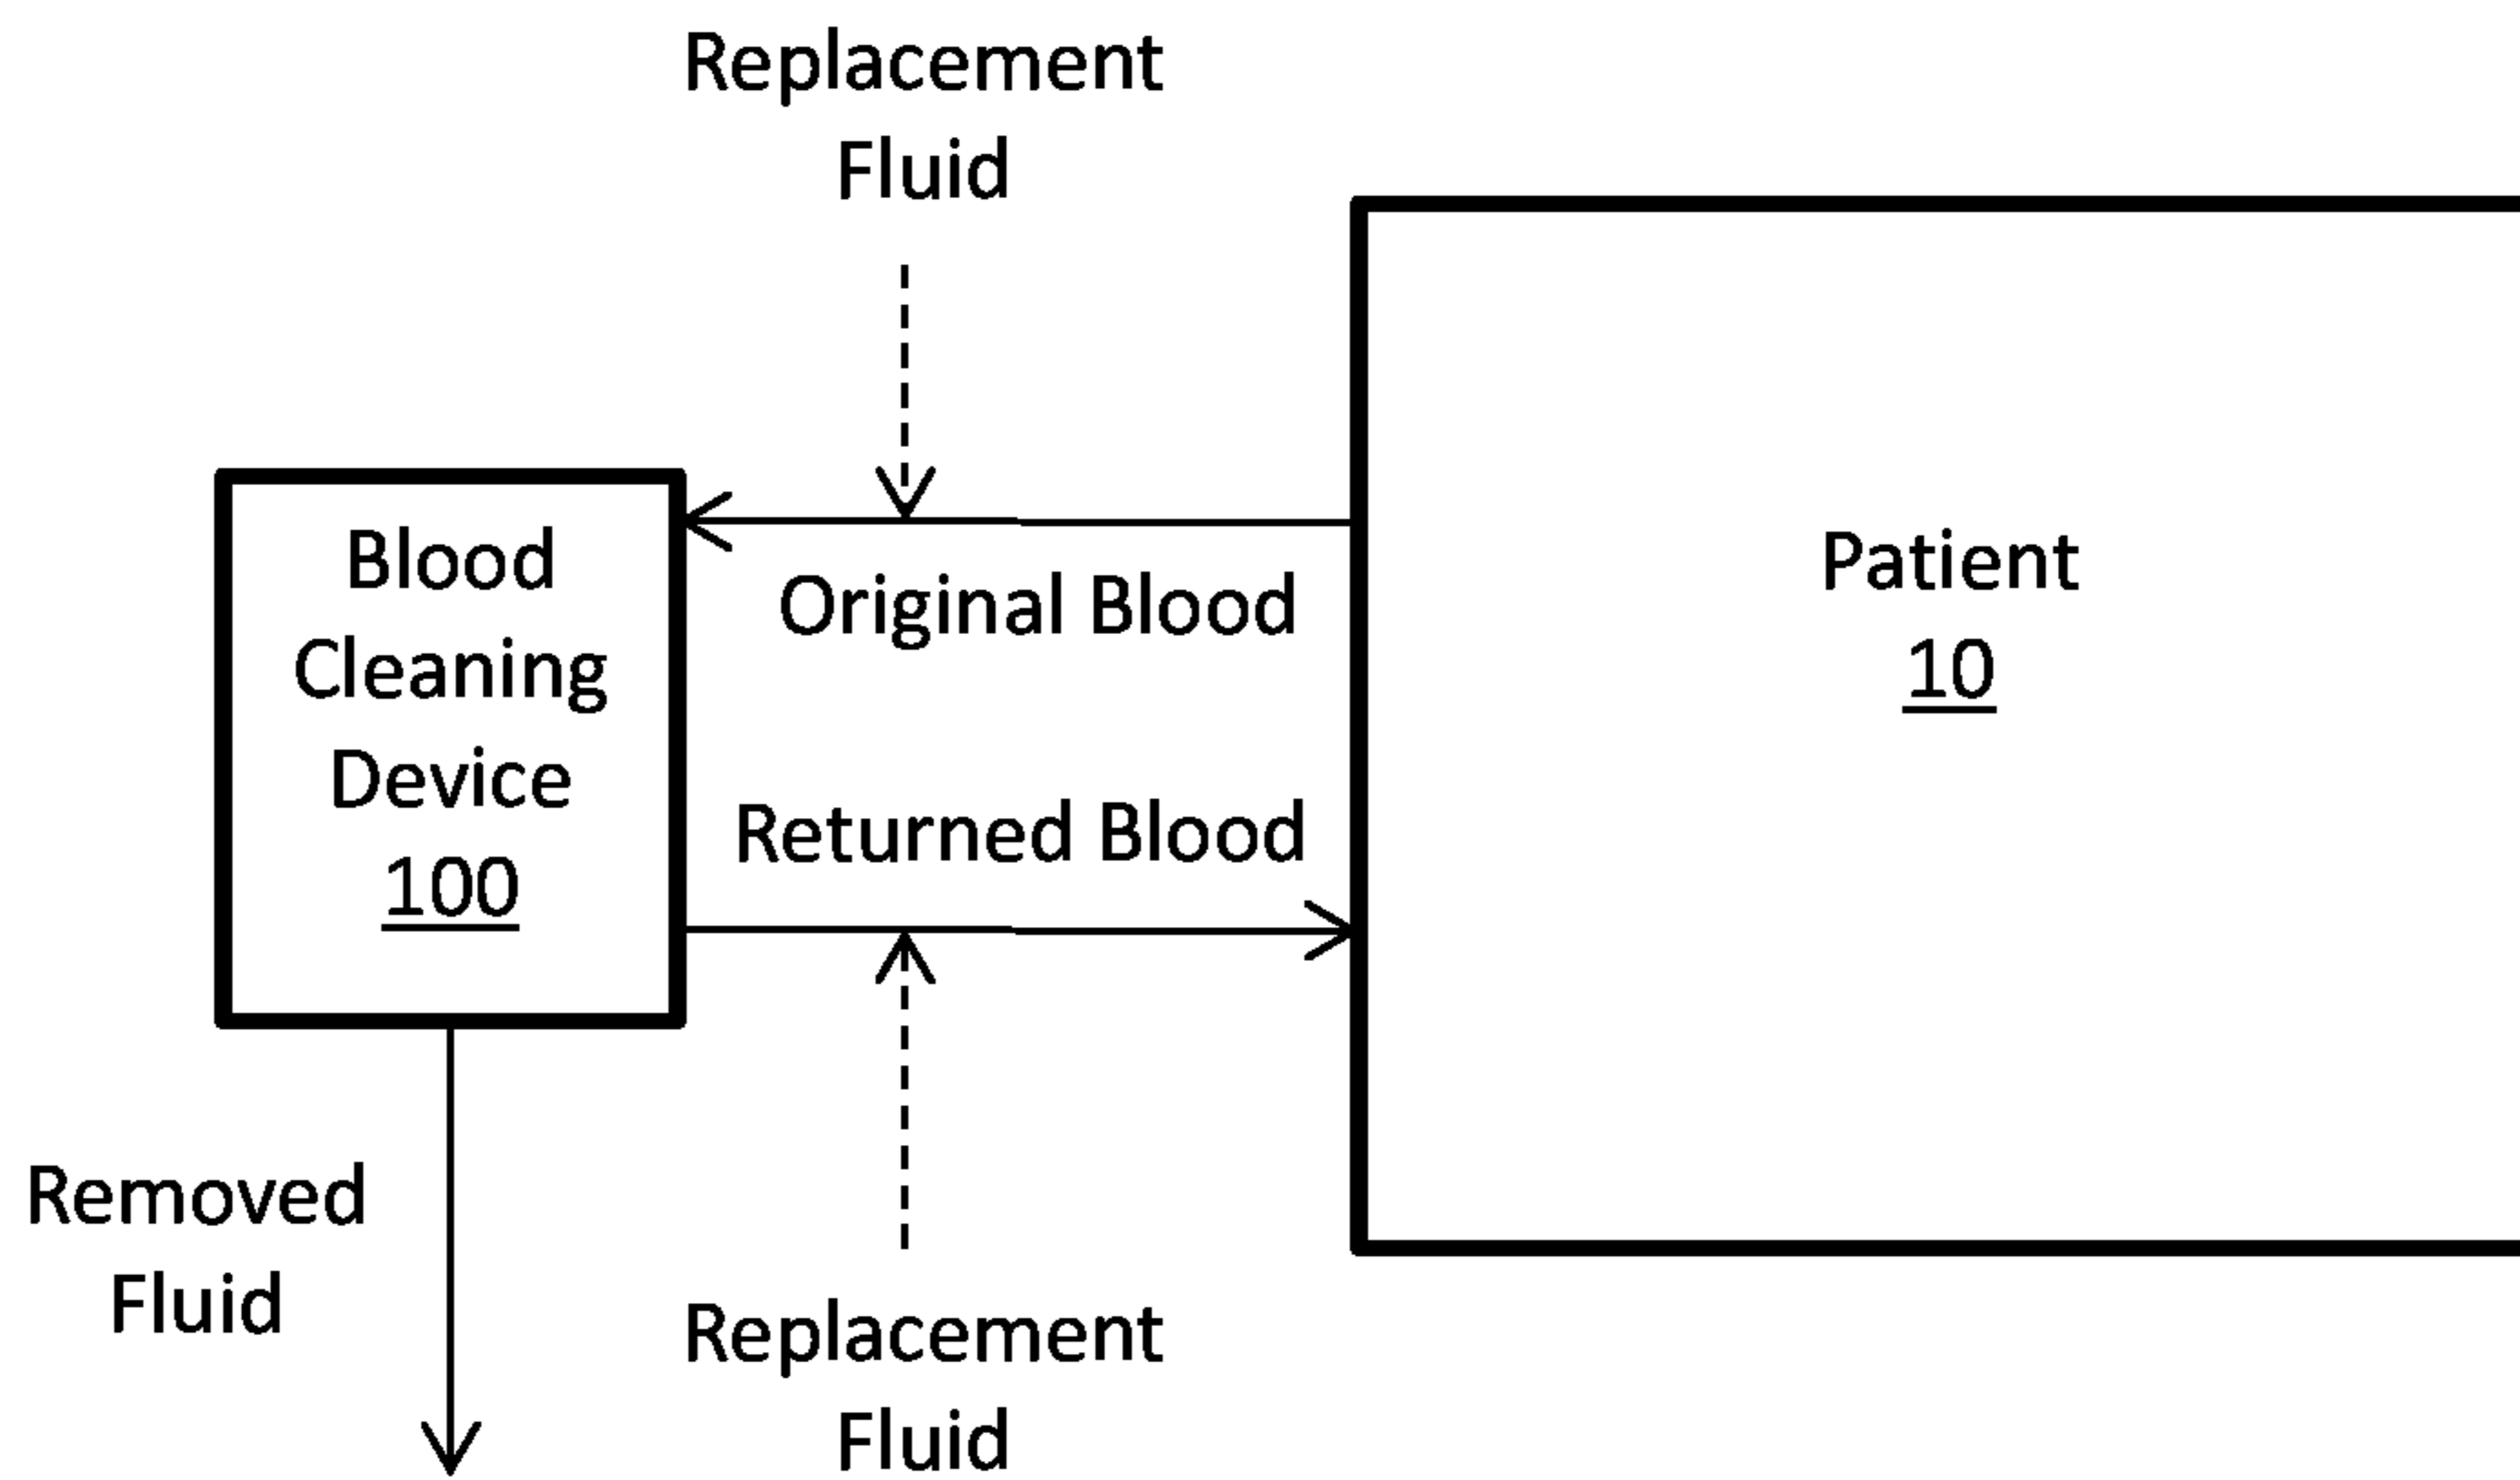 Replacement
Fluid
Blood
Cleaning
Device
100
Original Blood
Returned Blood
Patient
10
Removed
Fluid
Replacement
Fluid